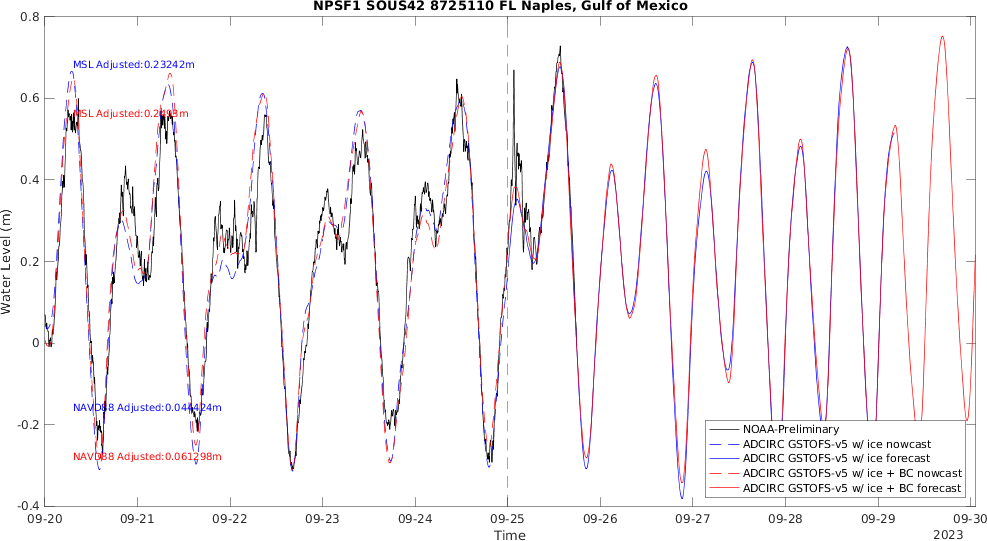 NPSF1 SOUS42 8725110 FL Naples, Gulf of Mexico
0.8
0.6
0.4
0.2
0
-0.2
-0.4
Water Level (m)
MSL Adjusted:0.23242m
MSL Adjusted:
NAVD88 Adjusted:0.044424m
NAVD88 Adjusted:0.061298m
NOAA-Preliminary
ADCIRC GSTOFS-v5 w/ ice nowcast
ADCIRC GSTOFS-v5 w/ ice forecast
ADCIRC GSTOFS-v5 w/ ice + BC nowcast
ADCIRC GSTOFS-v5 w/ ice + BC forecast
09-20 09-21 09-22 09-23 09-24 09-25 09-26 09-27 09-28 09-29 09-30
Time
2023